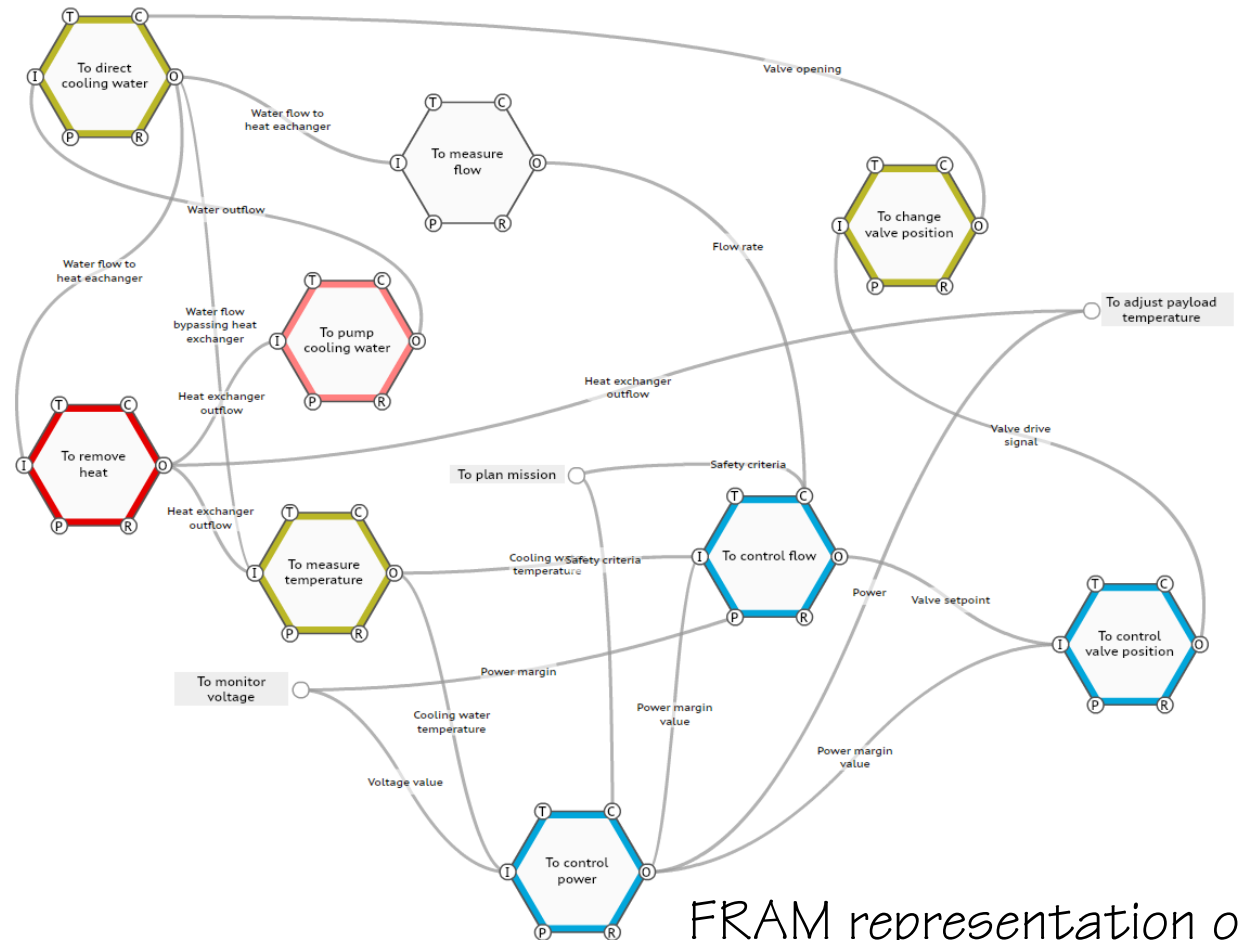 T
C
To direct
cooling water
I
O
P
R
Valve opening
Water flow to
heat eachanger
T
C
To measure
flow
I
O
P
R
T
C
To change
valve position
I
O
P
R
Water outflow
Flow rate
Water flow to
heat eachanger
Water flow
bypassing heat
exchanger
T
C
To pump
cooling water
I
O
P
R
To adjust payload
temperature
Heat exchanger
outflow
Heat exchanger
outflow
T
C
To remove
heat
I
O
P
R
Valve drive
signal
To plan mission
Safety criteria
Heat exchanger
outflow
T
C
To measure
temperature
I
O
P
R
Cooling water
temperature
Safety criteria
T
C
To control flow
I
O
P
R
Power
Valve setpoint
T
C
To control
valve position
I
O
P
R
To monitor
voltage
Power margin
Cooling water
temperature
Power margin
value
Power margin
value
Voltage value
T
C
To control
power
I
O
P
R
FRAM representation o